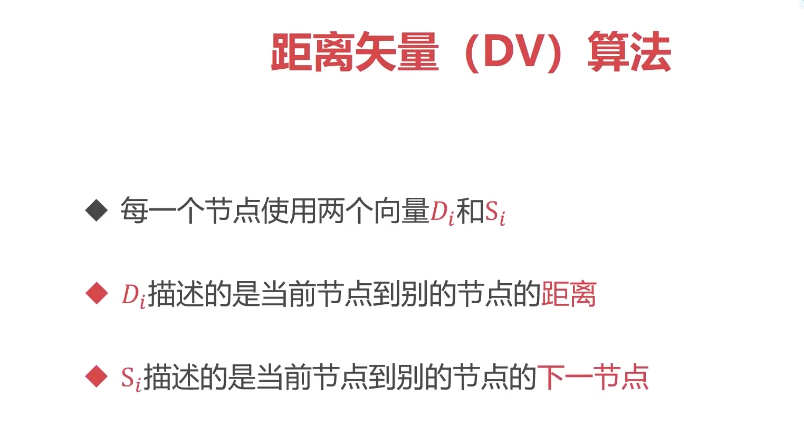 距离矢量（DV）算法
◆ 每一个节点使用两个向量Dᵢ和Sᵢ
◆ Dᵢ描述的是当前节点到别的节点的距离
◆ Sᵢ描述的是当前节点到别的节点的下一节点